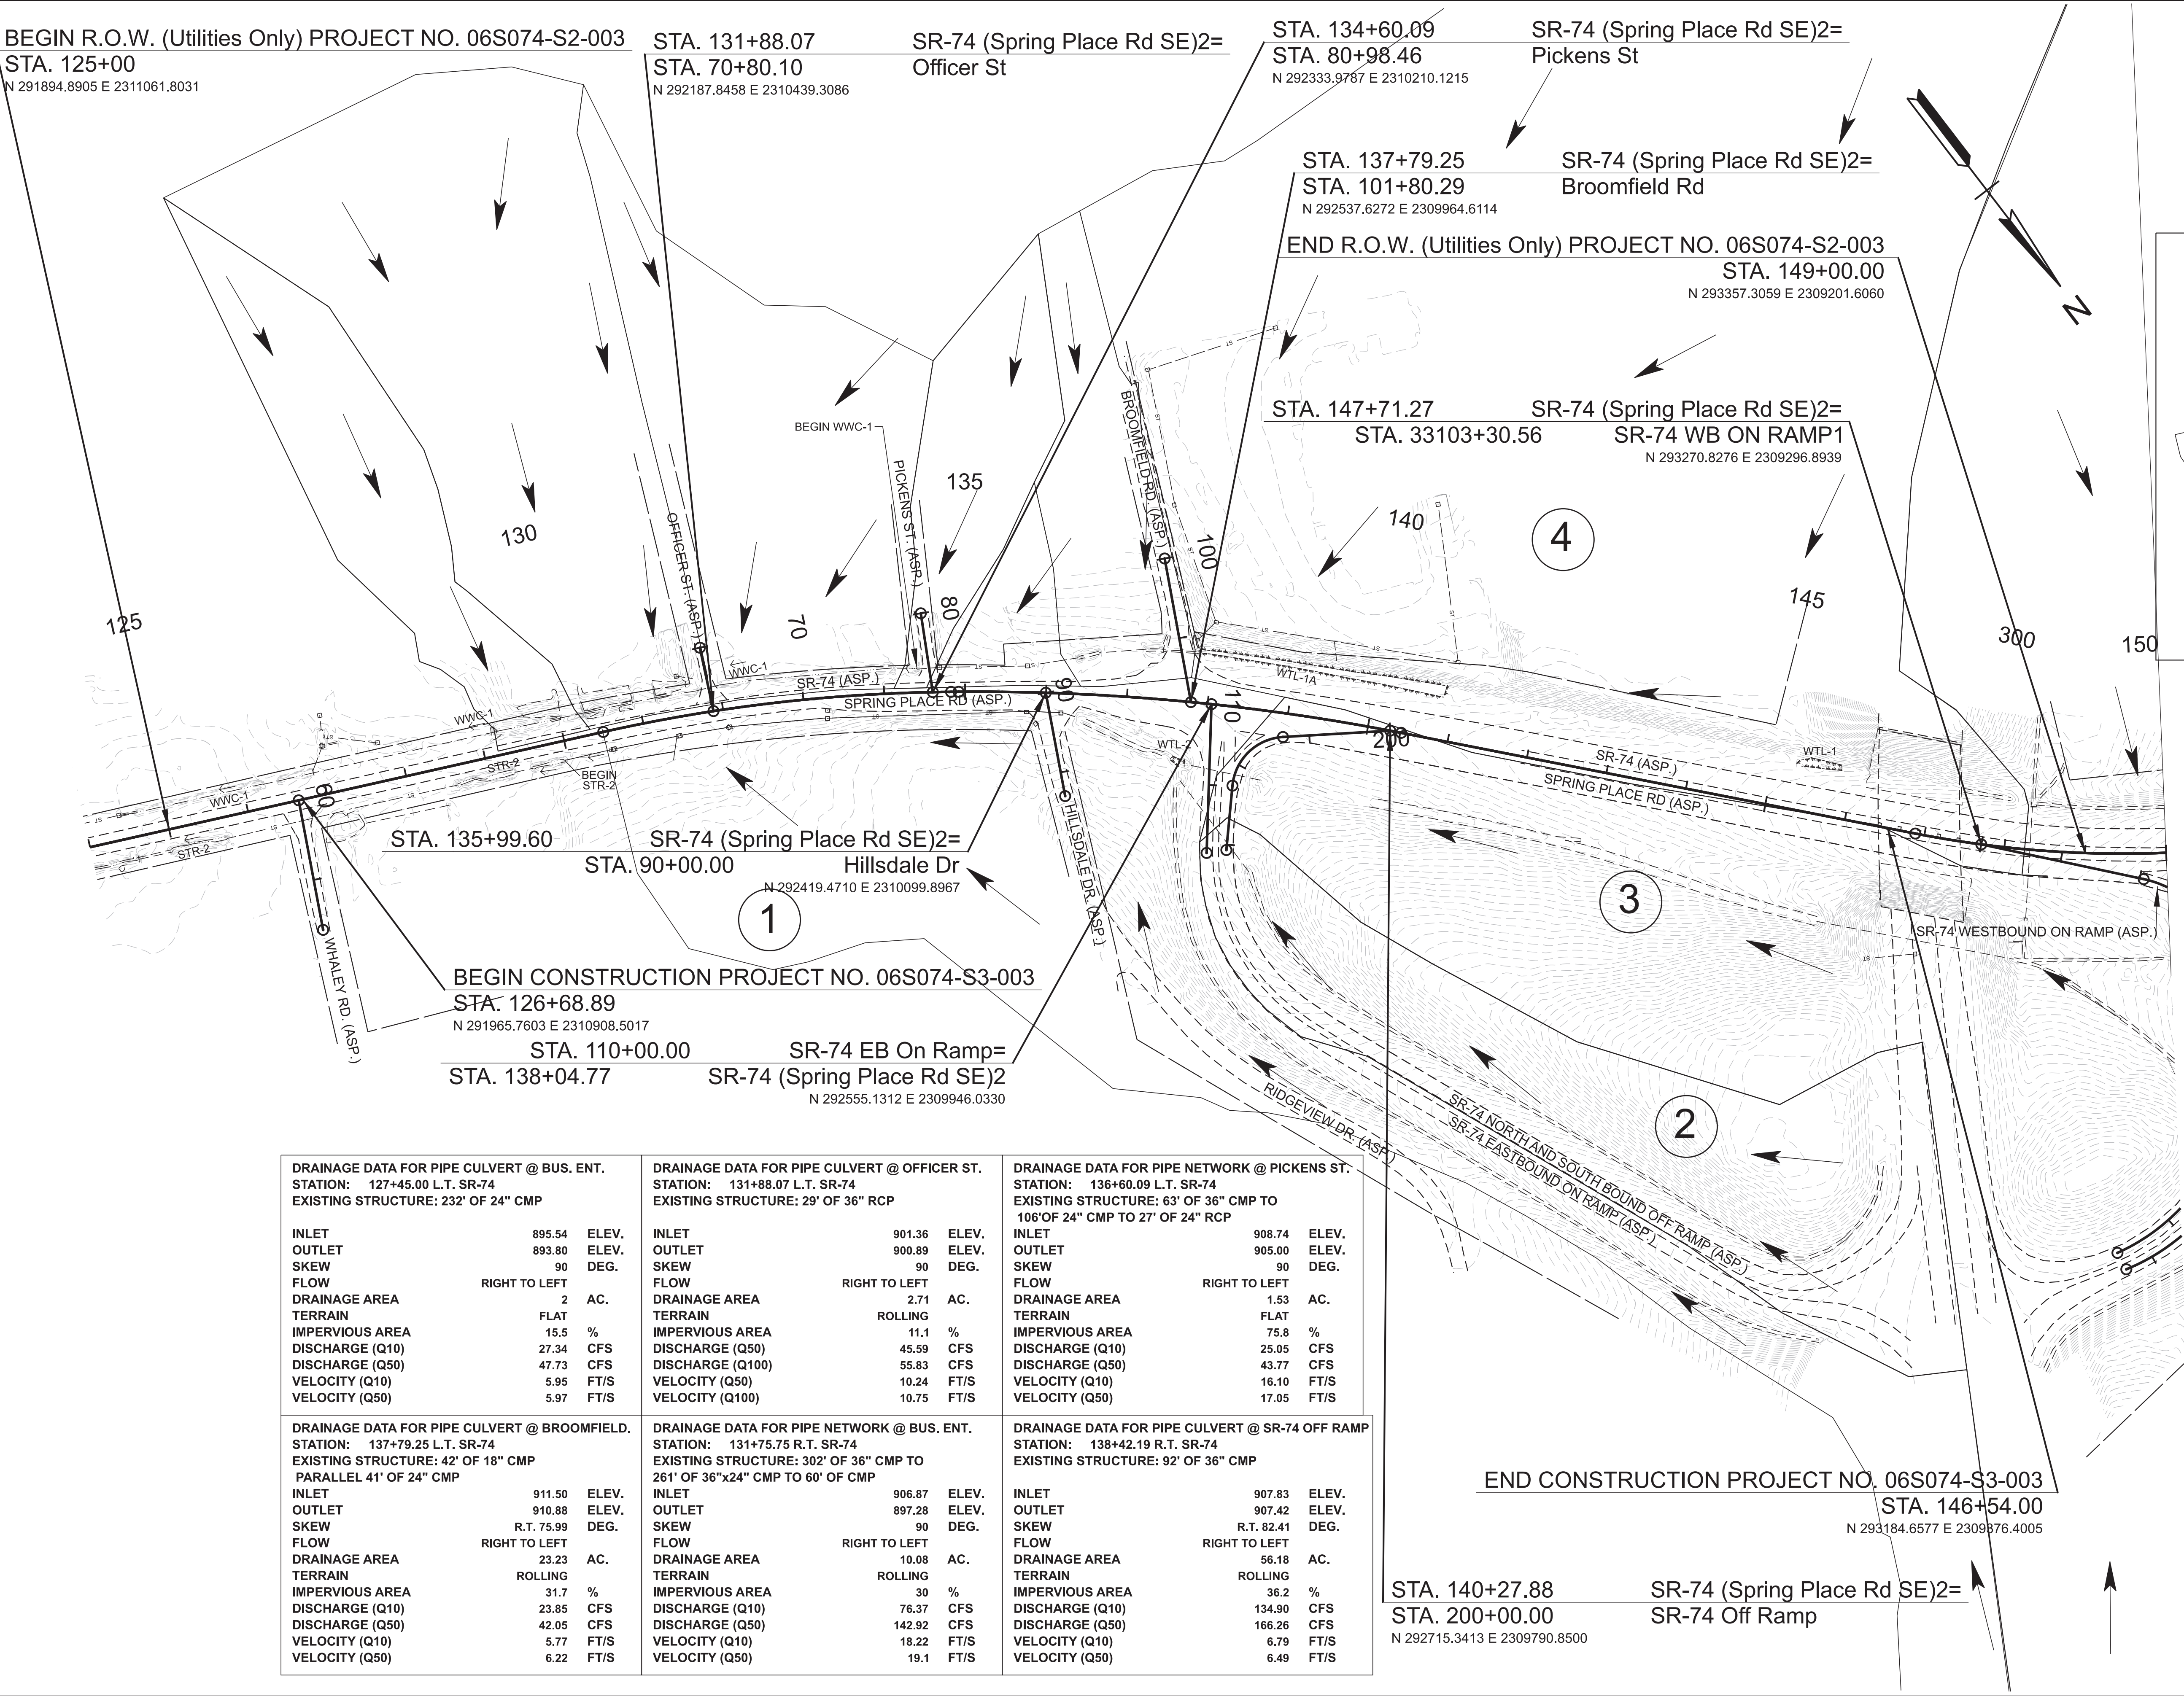 BEGIN R.O.W. (Utilities Only) PROJECT NO. 06S074-S2-003
STA. 125+00
N 291894.8905 E 2311061.8031
STA. 131+88.07 SR-74 (Spring Place Rd SE)2=
STA. 70+80.10 Officer St
N 292187.8458 E 2310439.3086
STA. 134+60.09 SR-74 (Spring Place Rd SE)2=
STA. 80+98.46 Pickens St
N 292333.9787 E 2310210.1215
STA. 137+79.25 SR-74 (Spring Place Rd SE)2=
STA. 101+80.29 Broomfield Rd
N 292537.6272 E 2309964.6114
END R.O.W. (Utilities Only) PROJECT NO. 06S074-S2-003
STA. 149+00.00
N 293357.3059 E 2309201.6060
N
STA. 147+71.27 SR-74 (Spring Place Rd SE)2=
STA. 33103+30.56 SR-74 WB ON RAMP1
N 293270.8276 E 2309296.8939
BEGIN WWC-1
PICKENS ST. (ASP.)
BROOMFIELD RD. (ASP.)
OFFICER ST. (ASP.)
125
130
135
140
145
150
70
80
100
300
4
WWC-1
WWC-1
WWC-1
SR-74 (ASP.)
SPRING PLACE RD (ASP.)
90
110
200
60
WTL-1A
WTL-2
WTL-1
STR-2
STR-2
BEGIN
STR-2
ST
ST
ST
ST
ST
ST
ST
ST
ST
ST
ST
SR-74 (ASP.)
SPRING PLACE RD (ASP.)
SR-74 WESTBOUND ON RAMP (ASP.)
3
2
1
STA. 135+99.60 SR-74 (Spring Place Rd SE)2=
STA. 90+00.00 Hillsdale Dr
N 292419.4710 E 2310099.8967
HILLSDALE DR. (ASP.)
WHALEY RD. (ASP.)
BEGIN CONSTRUCTION PROJECT NO. 06S074-S3-003
STA. 126+68.89
N 291965.7603 E 2310908.5017
STA. 110+00.00 SR-74 EB On Ramp=
STA. 138+04.77 SR-74 (Spring Place Rd SE)2
N 292555.1312 E 2309946.0330
RIDGEVIEW DR. (ASP.)
SR-74 NORTH AND SOUTH BOUND OFF RAMP (ASP.)
SR-74 EASTBOUND ON RAMP (ASP.)
DRAINAGE DATA FOR PIPE CULVERT @ BUS. ENT.
STATION: 127+45.00 L.T. SR-74
EXISTING STRUCTURE: 232' OF 24" CMP
INLET 895.54 ELEV.
OUTLET 893.80 ELEV.
SKEW 90 DEG.
FLOW RIGHT TO LEFT
DRAINAGE AREA 2 AC.
TERRAIN FLAT
IMPERVIOUS AREA 15.5 %
DISCHARGE (Q10) 27.34 CFS
DISCHARGE (Q50) 47.73 CFS
VELOCITY (Q10) 5.95 FT/S
VELOCITY (Q50) 5.97 FT/S
DRAINAGE DATA FOR PIPE CULVERT @ OFFICER ST.
STATION: 131+88.07 L.T. SR-74
EXISTING STRUCTURE: 29' OF 36" RCP
INLET 901.36 ELEV.
OUTLET 900.89 ELEV.
SKEW 90 DEG.
FLOW RIGHT TO LEFT
DRAINAGE AREA 2.71 AC.
TERRAIN ROLLING
IMPERVIOUS AREA 11.1 %
DISCHARGE (Q50) 45.59 CFS
DISCHARGE (Q100) 55.83 CFS
VELOCITY (Q50) 10.24 FT/S
VELOCITY (Q100) 10.75 FT/S
DRAINAGE DATA FOR PIPE NETWORK @ PICKENS ST.
STATION: 136+60.09 L.T. SR-74
EXISTING STRUCTURE: 63' OF 36" CMP TO
106'OF 24" CMP TO 27' OF 24" RCP
INLET 908.74 ELEV.
OUTLET 905.00 ELEV.
SKEW 90 DEG.
FLOW RIGHT TO LEFT
DRAINAGE AREA 1.53 AC.
TERRAIN FLAT
IMPERVIOUS AREA 75.8 %
DISCHARGE (Q10) 25.05 CFS
DISCHARGE (Q50) 43.77 CFS
VELOCITY (Q10) 16.10 FT/S
VELOCITY (Q50) 17.05 FT/S
DRAINAGE DATA FOR PIPE CULVERT @ BROOMFIELD.
STATION: 137+79.25 L.T. SR-74
EXISTING STRUCTURE: 42' OF 18" CMP
PARALLEL 41' OF 24" CMP
INLET 911.50 ELEV.
OUTLET 910.88 ELEV.
SKEW R.T. 75.99 DEG.
FLOW RIGHT TO LEFT
DRAINAGE AREA 23.23 AC.
TERRAIN ROLLING
IMPERVIOUS AREA 31.7 %
DISCHARGE (Q10) 23.85 CFS
DISCHARGE (Q50) 42.05 CFS
VELOCITY (Q10) 5.77 FT/S
VELOCITY (Q50) 6.22 FT/S
DRAINAGE DATA FOR PIPE NETWORK @ BUS. ENT.
STATION: 131+75.75 R.T. SR-74
EXISTING STRUCTURE: 302' OF 36" CMP TO
261' OF 36"x24" CMP TO 60' OF CMP
INLET 906.87 ELEV.
OUTLET 897.28 ELEV.
SKEW 90 DEG.
FLOW RIGHT TO LEFT
DRAINAGE AREA 10.08 AC.
TERRAIN ROLLING
IMPERVIOUS AREA 30 %
DISCHARGE (Q10) 76.37 CFS
DISCHARGE (Q50) 142.92 CFS
VELOCITY (Q10) 18.22 FT/S
VELOCITY (Q50) 19.1 FT/S
DRAINAGE DATA FOR PIPE CULVERT @ SR-74 OFF RAMP
STATION: 138+42.19 R.T. SR-74
EXISTING STRUCTURE: 92' OF 36" CMP
INLET 907.83 ELEV.
OUTLET 907.42 ELEV.
SKEW R.T. 82.41 DEG.
FLOW RIGHT TO LEFT
DRAINAGE AREA 56.18 AC.
TERRAIN ROLLING
IMPERVIOUS AREA 36.2 %
DISCHARGE (Q10) 134.90 CFS
DISCHARGE (Q50) 166.26 CFS
VELOCITY (Q10) 6.79 FT/S
VELOCITY (Q50) 6.49 FT/S
END CONSTRUCTION PROJECT NO. 06S074-S3-003
STA. 146+54.00
N 293184.6577 E 2309376.4005
STA. 140+27.88 SR-74 (Spring Place Rd SE)2=
STA. 200+00.00 SR-74 Off Ramp
N 292715.3413 E 2309790.8500